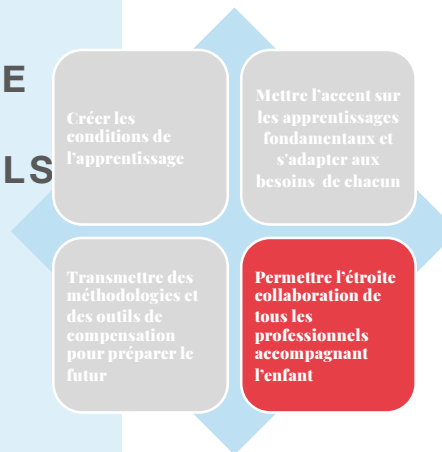 E
LS
Créer les
conditions de
l’apprentissage
Mettre l’accent sur
les apprentissages
fondamentaux et
s’adapter aux
besoins de chacun
Transmettre des
méthodologies et
des outils de
compensation
pour préparer le
futur
Permettre l’étroite
collaboration de
tous les
professionnels
accompagnant
l’enfant